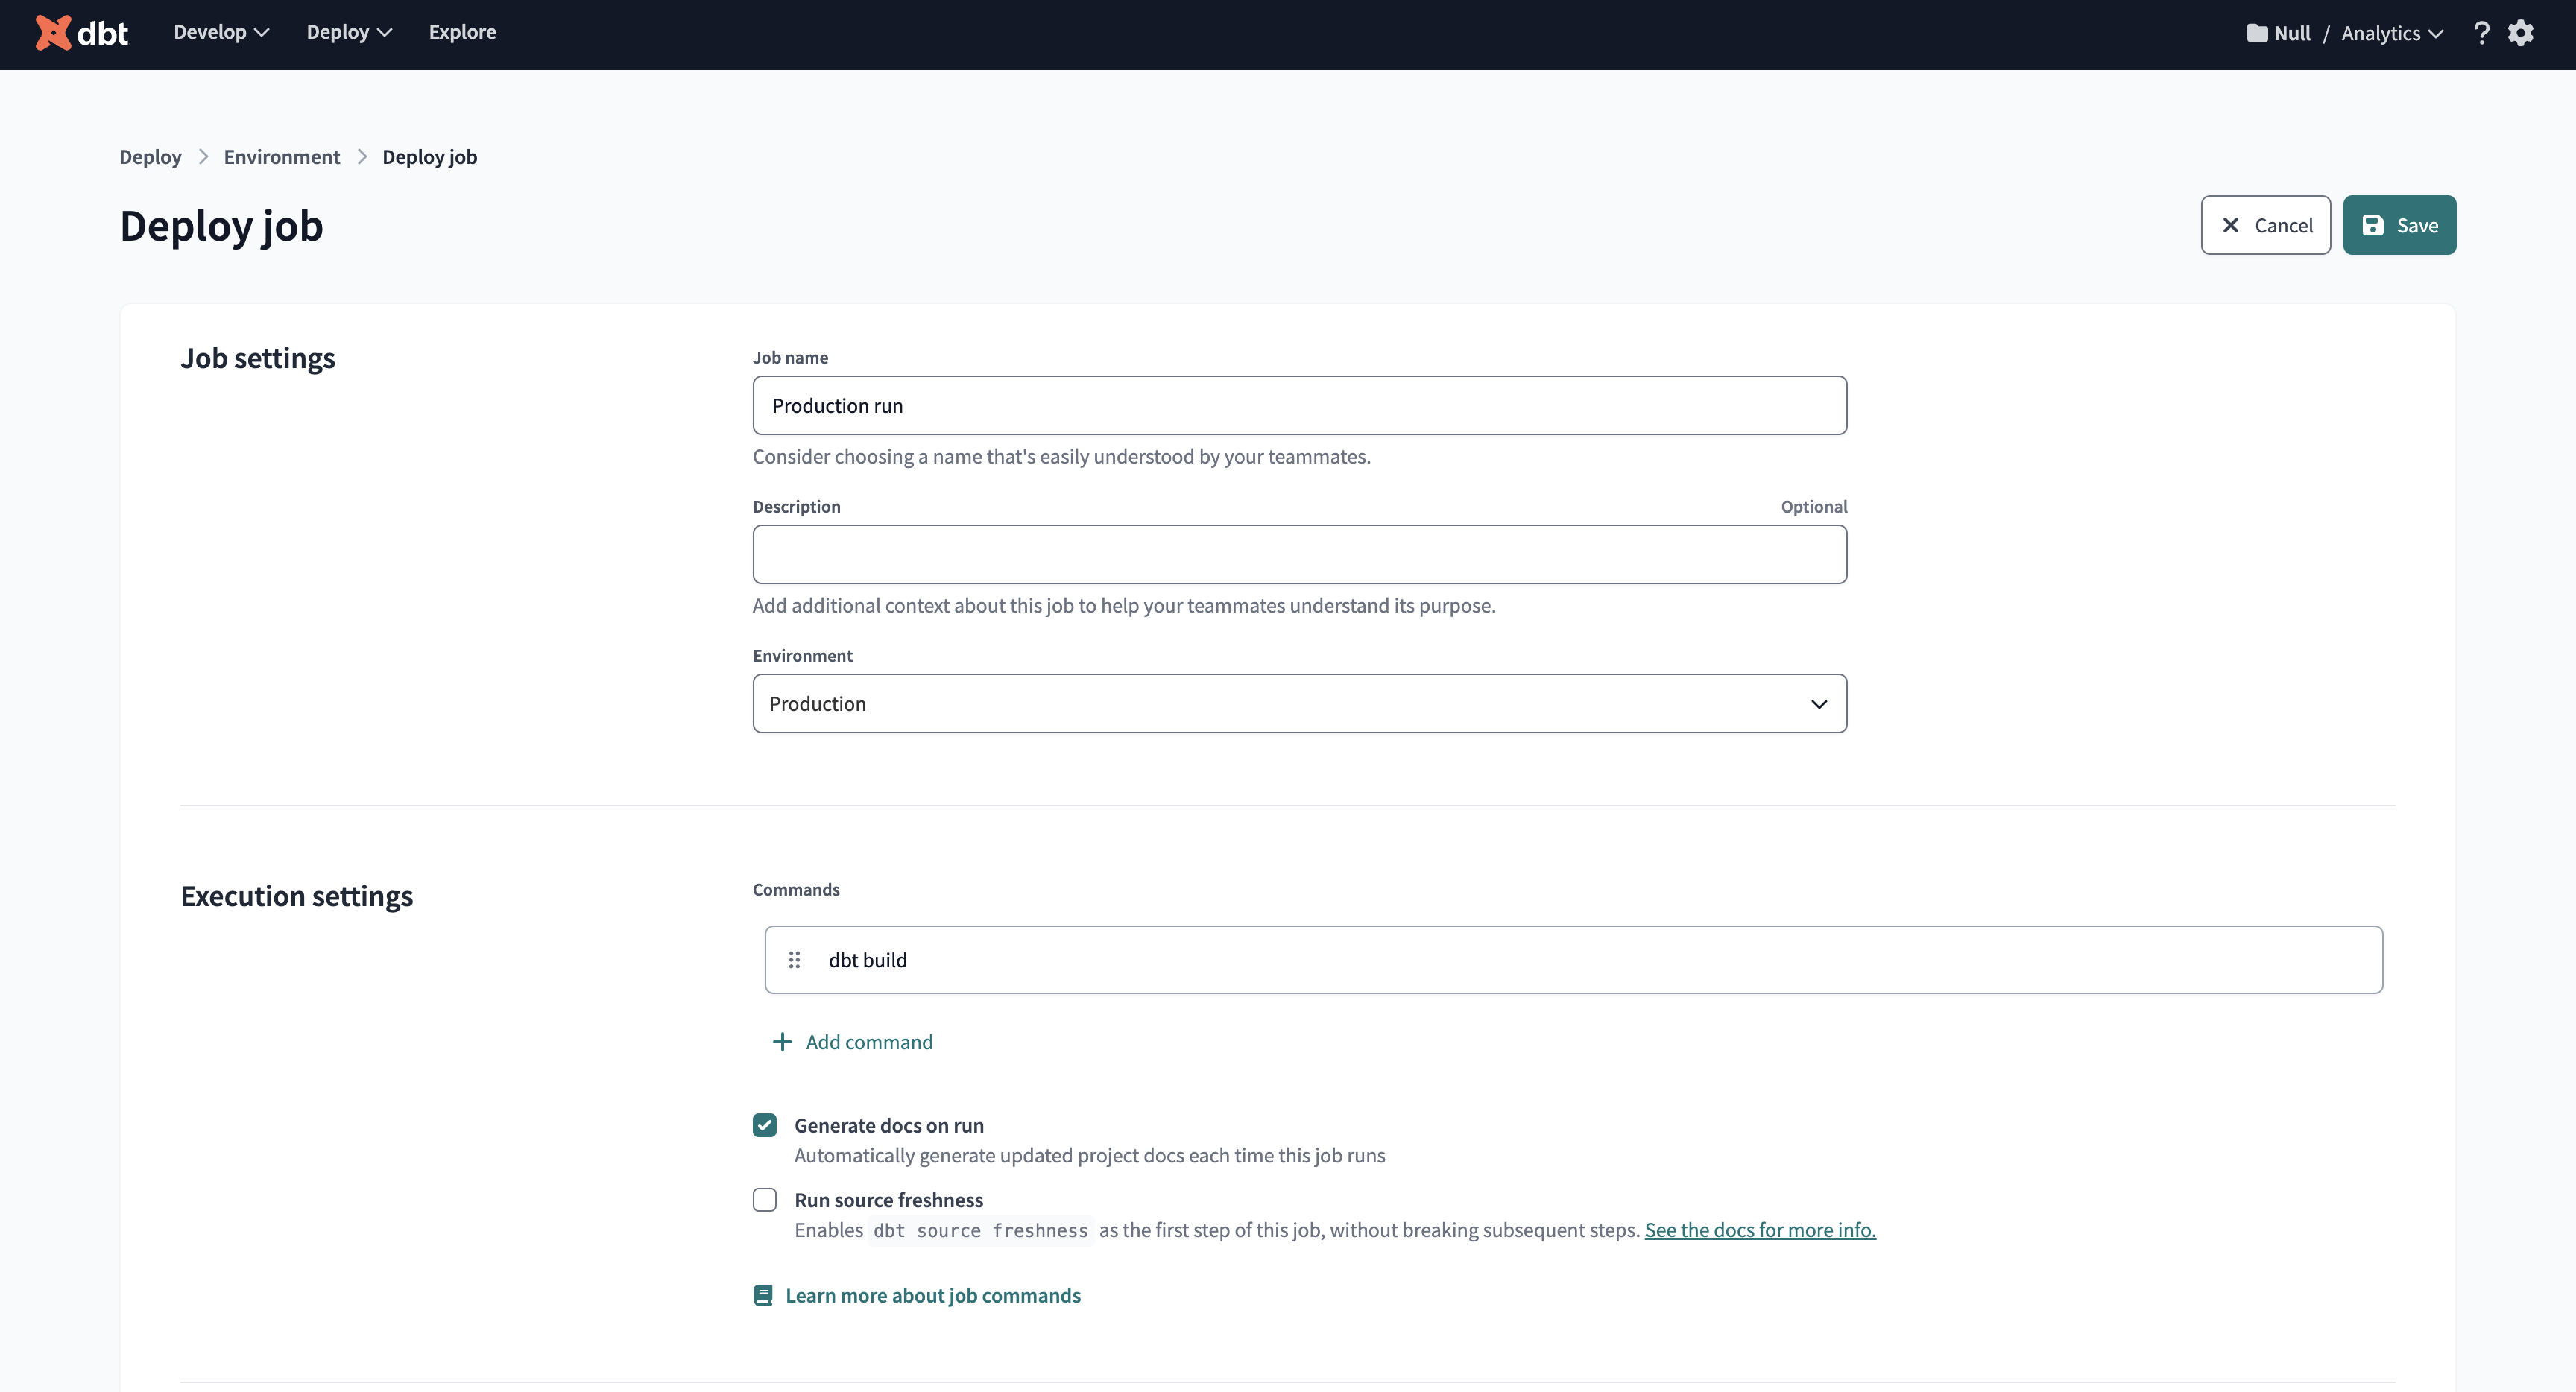 dbt Develop Deploy Explore Null / Analytics ?
Deploy > Environment > Deploy job
Deploy job
Cancel Save
Job settings
Job name
Production run
Consider choosing a name that's easily understood by your teammates.
Description Optional
Add additional context about this job to help your teammates understand its purpose.
Environment
Production
Execution settings
Commands
dbt build
+ Add command
Generate docs on run
Automatically generate updated project docs each time this job runs
Run source freshness
Enables dbt source freshness as the first step of this job, without breaking subsequent steps. See the docs for more info.
Learn more about job commands